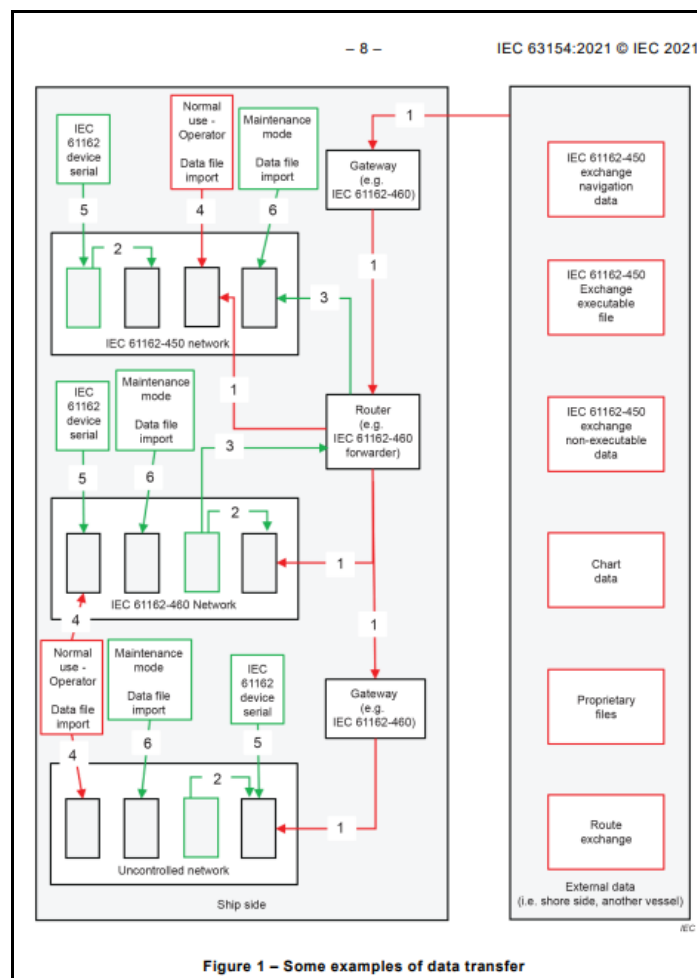 – 8 –
IEC 63154:2021 © IEC 2021
IEC
61162
device
serial
Normal
use -
Operator
Data file
import
Maintenance
mode
Data file
import
1
Gateway
(e.g.
IEC 61162-460)
5
4
6
2
1
3
IEC 61162-450 network
1
IEC
61162
device
serial
Maintenance
mode
Data file
import
Router
(e.g.
IEC 61162-460
forwarder)
3
5
6
2
1
IEC 61162-460 Network
4
1
Normal
use -
Operator
Data file
import
Maintenance
mode
Data file
import
IEC
61162
device
serial
Gateway
(e.g.
IEC 61162-460)
4
6
5
2
1
Uncontrolled network
Ship side
IEC 61162-450
exchange
navigation
data
IEC 61162-450
Exchange
executable
file
IEC 61162-450
exchange
non-executable
data
Chart
data
Proprietary
files
Route
exchange
External data
(i.e. shore side, another vessel)
IEC
Figure 1 – Some examples of data transfer